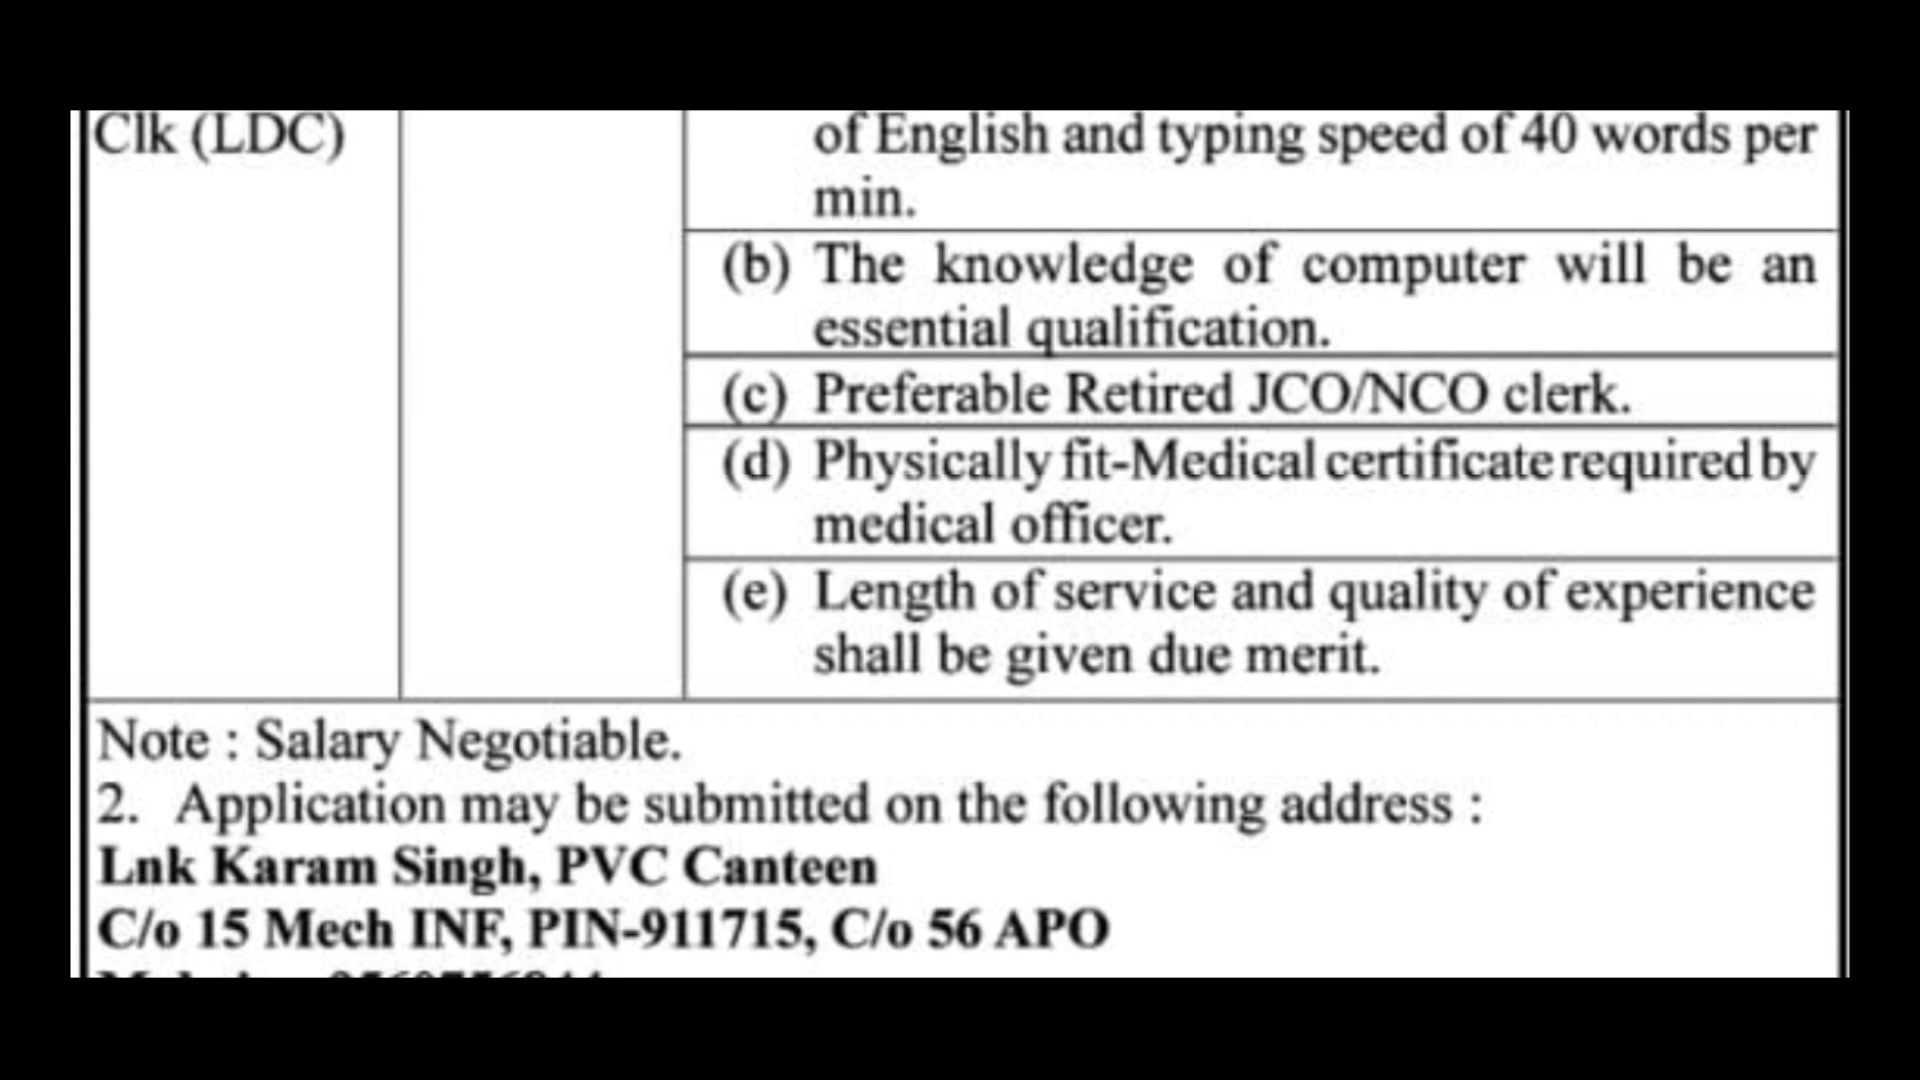 Clk (LDC)
of English and typing speed of 40 words per
min.
(b) The knowledge of computer will be an
essential qualification.
(c) Preferable Retired JCO/NCO clerk.
(d) Physically fit-Medical certificate required by
medical officer.
(e) Length of service and quality of experience
shall be given due merit.
Note : Salary Negotiable.
2. Application may be submitted on the following address :
Lnk Karam Singh, PVC Canteen
C/o 15 Mech INF, PIN-911715, C/o 56 APO